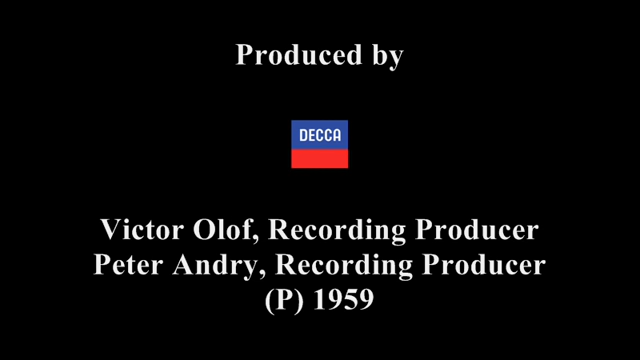 Produced by
DECCA
Victor Olof, Recording Producer
Peter Andry, Recording Producer
(P) 1959